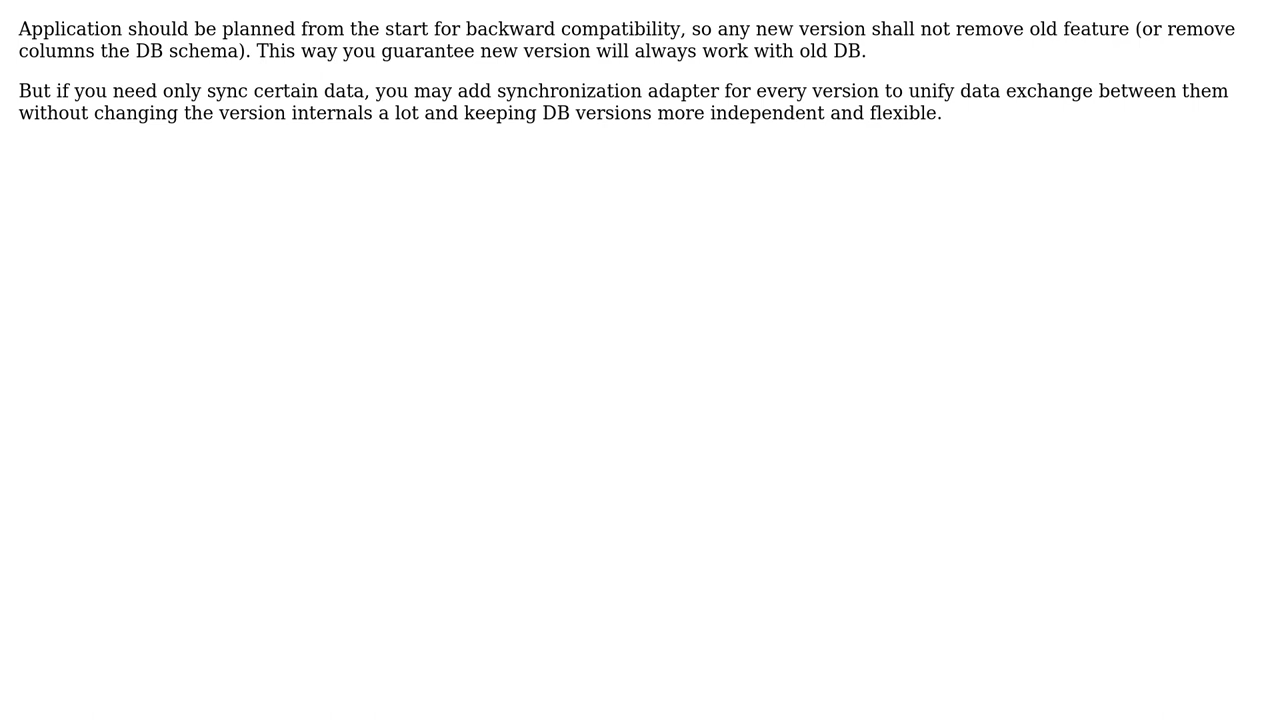 Application should be planned from the start for backward compatibility, so any new version shall not remove old feature (or remove
columns the DB schema). This way you guarantee new version will always work with old DB.
But if you need only sync certain data, you may add synchronization adapter for every version to unify data exchange between them
without changing the version internals a lot and keeping DB versions more independent and flexible.